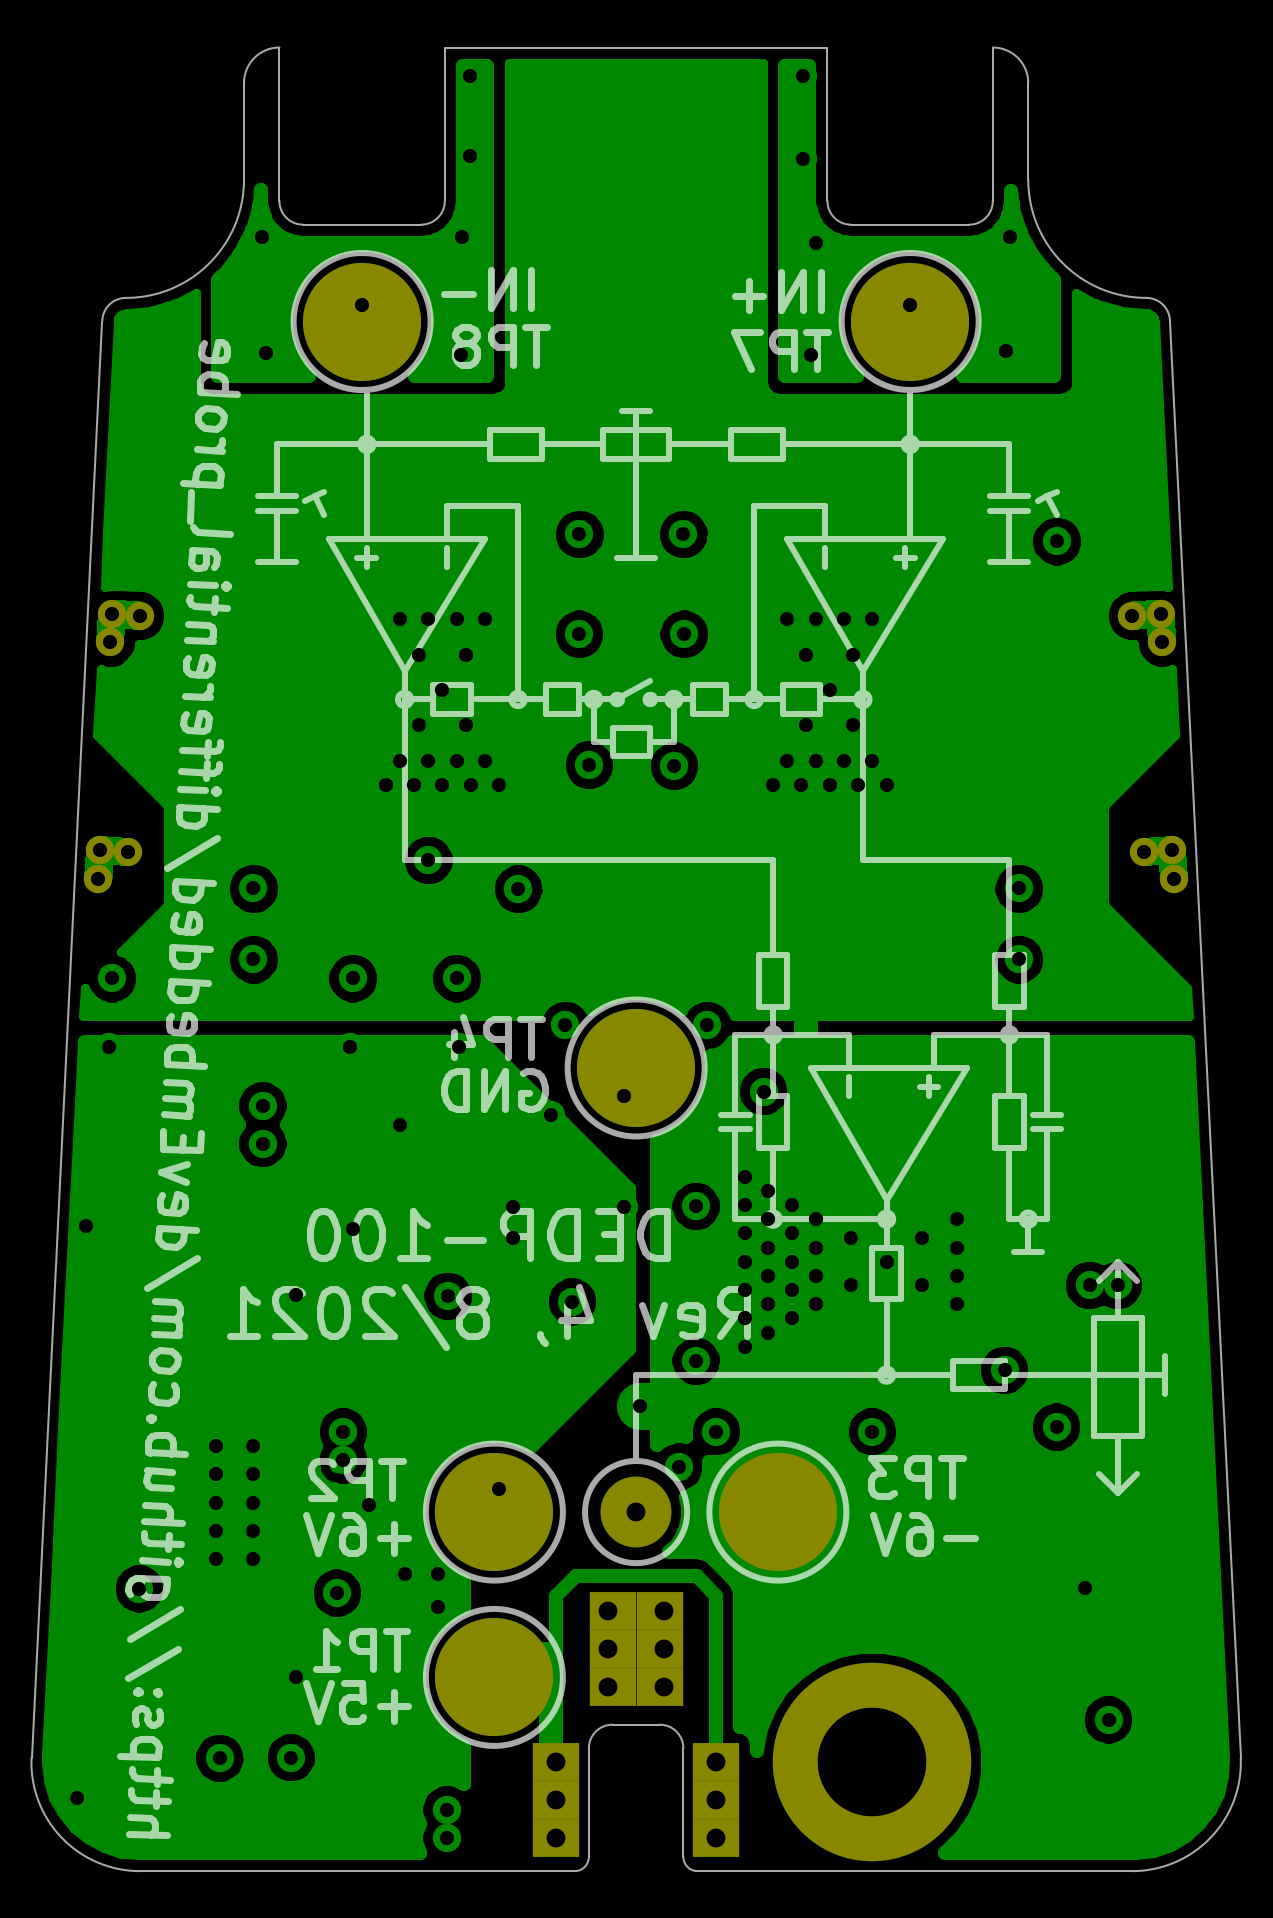 IN-
TP8
IN+
TP7
https://github.com/devEmbedded/differential_probe
TP4
GND
DEDP-100
Rev 4, 8/2021
TP2
+6V
TP3
-6V
TP1
+5V
+
+
+